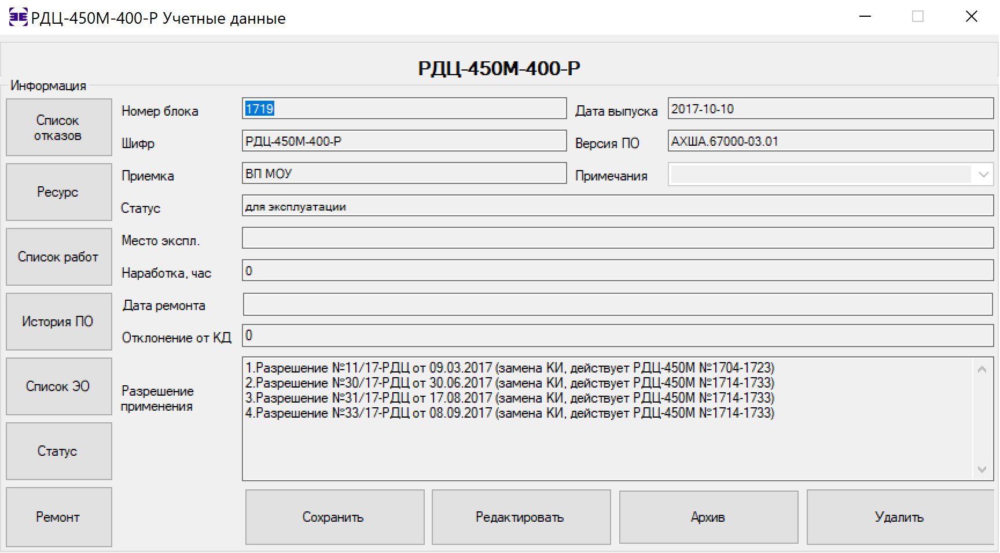 РДЦ-450М-400-Р Учетные данные
РДЦ-450М-400-Р
Информация
Список
отказов
Номер блока 1719 Дата выпуска 2017-10-10
Шифр РДЦ-450М-400-Р Версия ПО АХША.67000-03.01
Ресурс
Приемка ВП МОУ Примечания
Статус для эксплуатации
Список работ
Место экспл.
Наработка, час 0
История ПО
Дата ремонта
Отклонение от КД 0
Список ЭО
Разрешение
применения
1.Разрешение №11/17-РДЦ от 09.03.2017 (замена КИ, действует РДЦ-450М №1704-1723)
2.Разрешение №30/17-РДЦ от 30.06.2017 (замена КИ, действует РДЦ-450М №1714-1733)
3.Разрешение №31/17-РДЦ от 17.08.2017 (замена КИ, действует РДЦ-450М №1714-1733)
4.Разрешение №33/17-РДЦ от 08.09.2017 (замена КИ, действует РДЦ-450М №1714-1733)
Статус
Ремонт
Сохранить Редактировать Архив Удалить